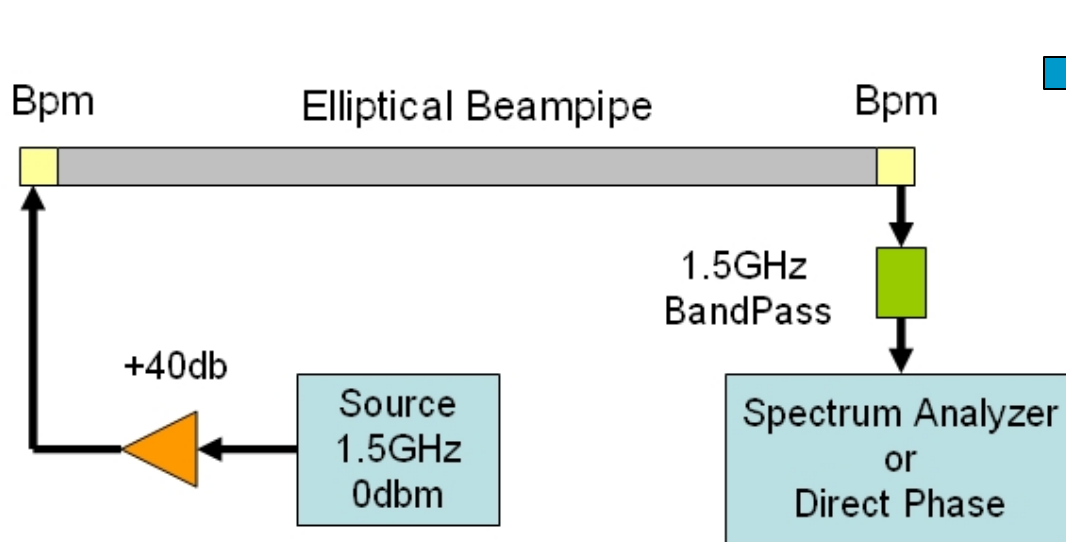 Bpm
Elliptical Beampipe
Bpm
1.5GHz
BandPass
+40db
Source
1.5GHz
0dbm
Spectrum Analyzer
or
Direct Phase